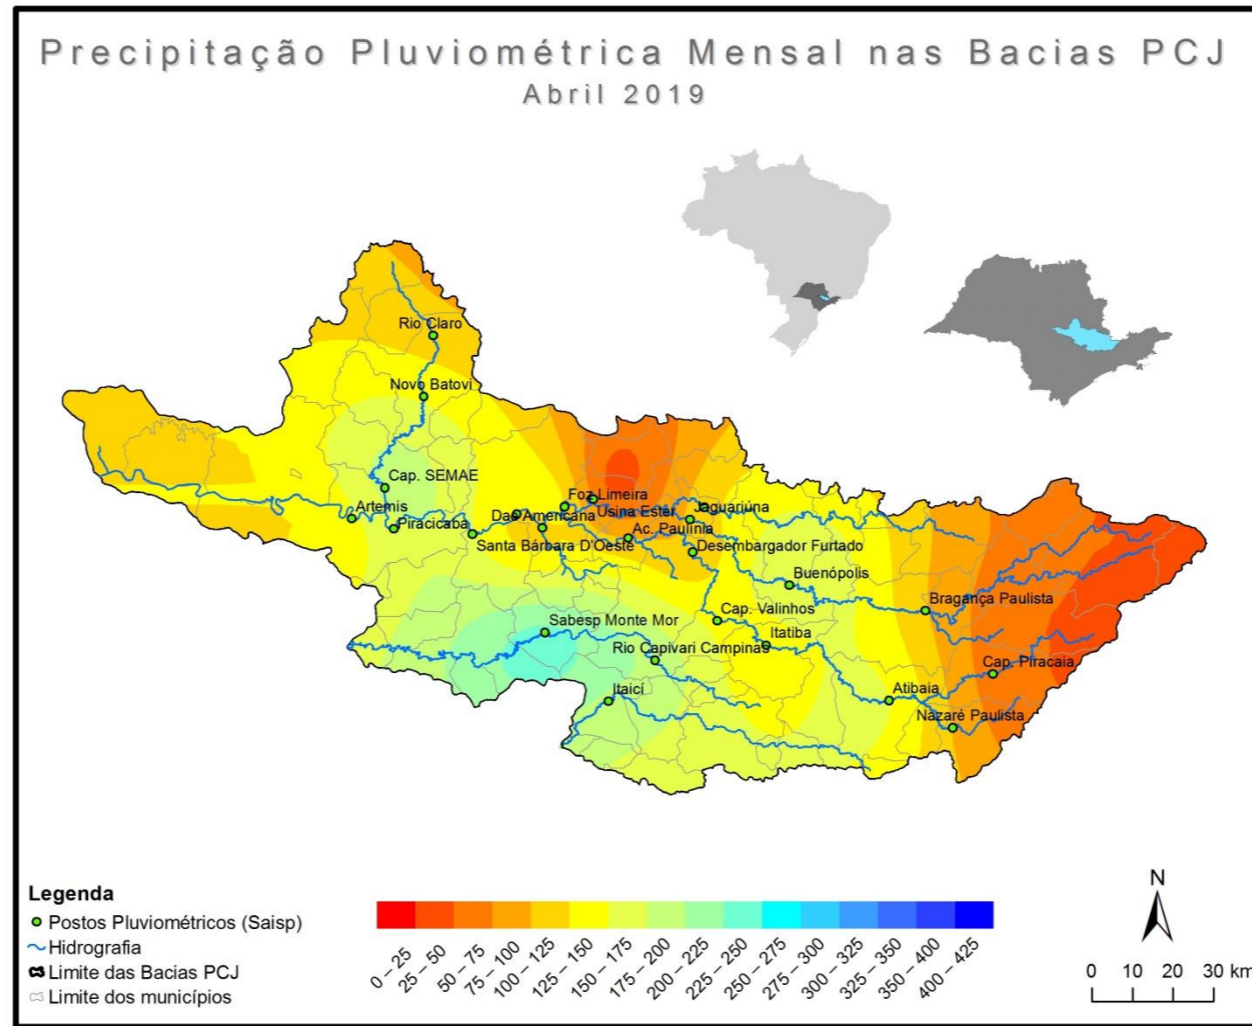 Precipitação Pluviométrica Mensal nas Bacias PCJ
Abril 2019
Rio Claro
Novo Batovi
Cap. SEMAE
Artemis
Piracicaba
Foz Limeira
Usina Ester
Jaguariúna
Dae Americana
Ac. Paulínia
Santa Bárbara D'Oeste
Desembargador Furtado
Buenópolis
Bragança Paulista
Sabesp Monte Mor
Cap. Valinhos
Itatiba
Rio Capivari Campinas
Cap. Piracaia
Itaicí
Atibaia
Nazaré Paulista
Legenda
Postos Pluviométricos (Saisp)
Hidrografia
Limite das Bacias PCJ
Limite dos municípios
0 – 25
25 – 50
50 – 75
75 – 100
100 – 125
125 – 150
150 – 175
175 – 200
200 – 225
225 – 250
250 – 275
275 – 300
300 – 325
325 – 350
350 – 400
400 – 425
N
0 10 20 30 km